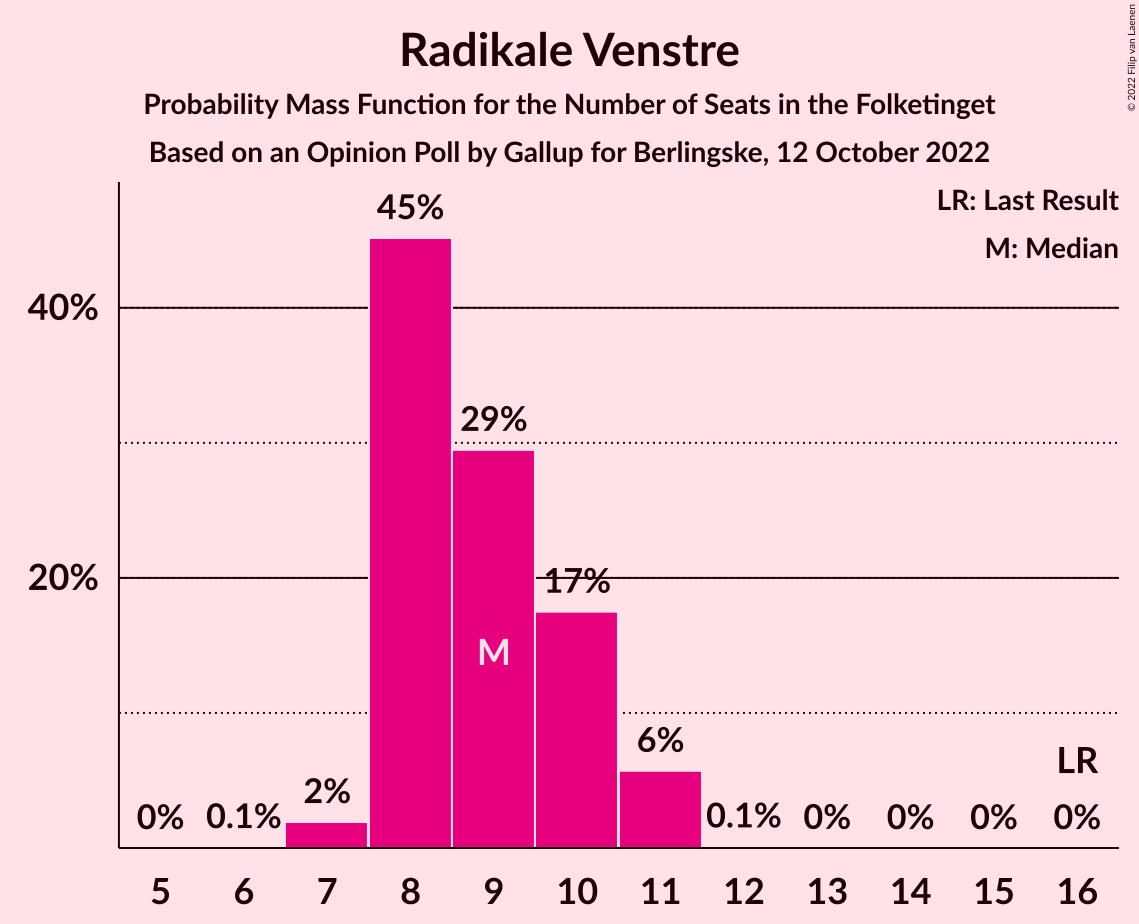 Radikale Venstre
Probability Mass Function for the Number of Seats in the Folketinget
Based on an Opinion Poll by Gallup for Berlingske, 12 October 2022
© 2022 Filip van Laenen
LR: Last Result
M: Median
45%
40%
29%
20%
17%
M
6%
LR
2%
0%
0.1%
0.1%
0%
0%
0%
0%
5 6 7 8 9 10 11 12 13 14 15 16